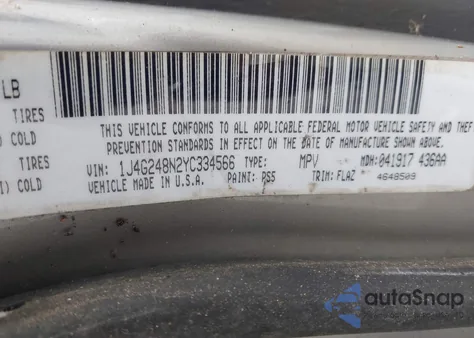 LB
TIRES
COLD
TIRES
COLD
THIS VEHICLE CONFORMS TO ALL APPLICABLE FEDERAL MOTOR VEHICLE SAFETY AND
THEFT PREVENTION STANDARDS IN EFFECT ON THE DATE OF MANUFACTURE SHOWN ABOVE
VIN: 1J4G248N2YC334566 TYPE: MPV MDH: 041917 436AA
VEHICLE MADE IN U.S.A. PAINT: PS5 TRIM: FLAZ 4648509
autoSnap